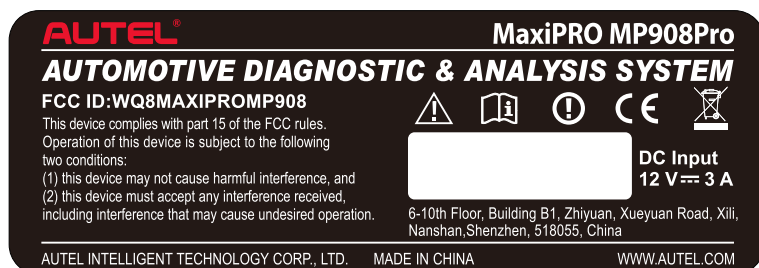 AUTEL®
MaxiPRO MP908Pro
AUTOMOTIVE DIAGNOSTIC & ANALYSIS SYSTEM
FCC ID:WQ8MAXIPROMP908
This device complies with part 15 of the FCC rules.
Operation of this device is subject to the following
two conditions:
(1) this device may not cause harmful interference, and
(2) this device must accept any interference received,
including interference that may cause undesired operation.
CE
DC Input
12 V⎓ 3 A
6-10th Floor, Building B1, Zhiyuan, Xueyuan Road, Xili,
Nanshan,Shenzhen, 518055, China
AUTEL INTELLIGENT TECHNOLOGY CORP., LTD. MADE IN CHINA WWW.AUTEL.COM